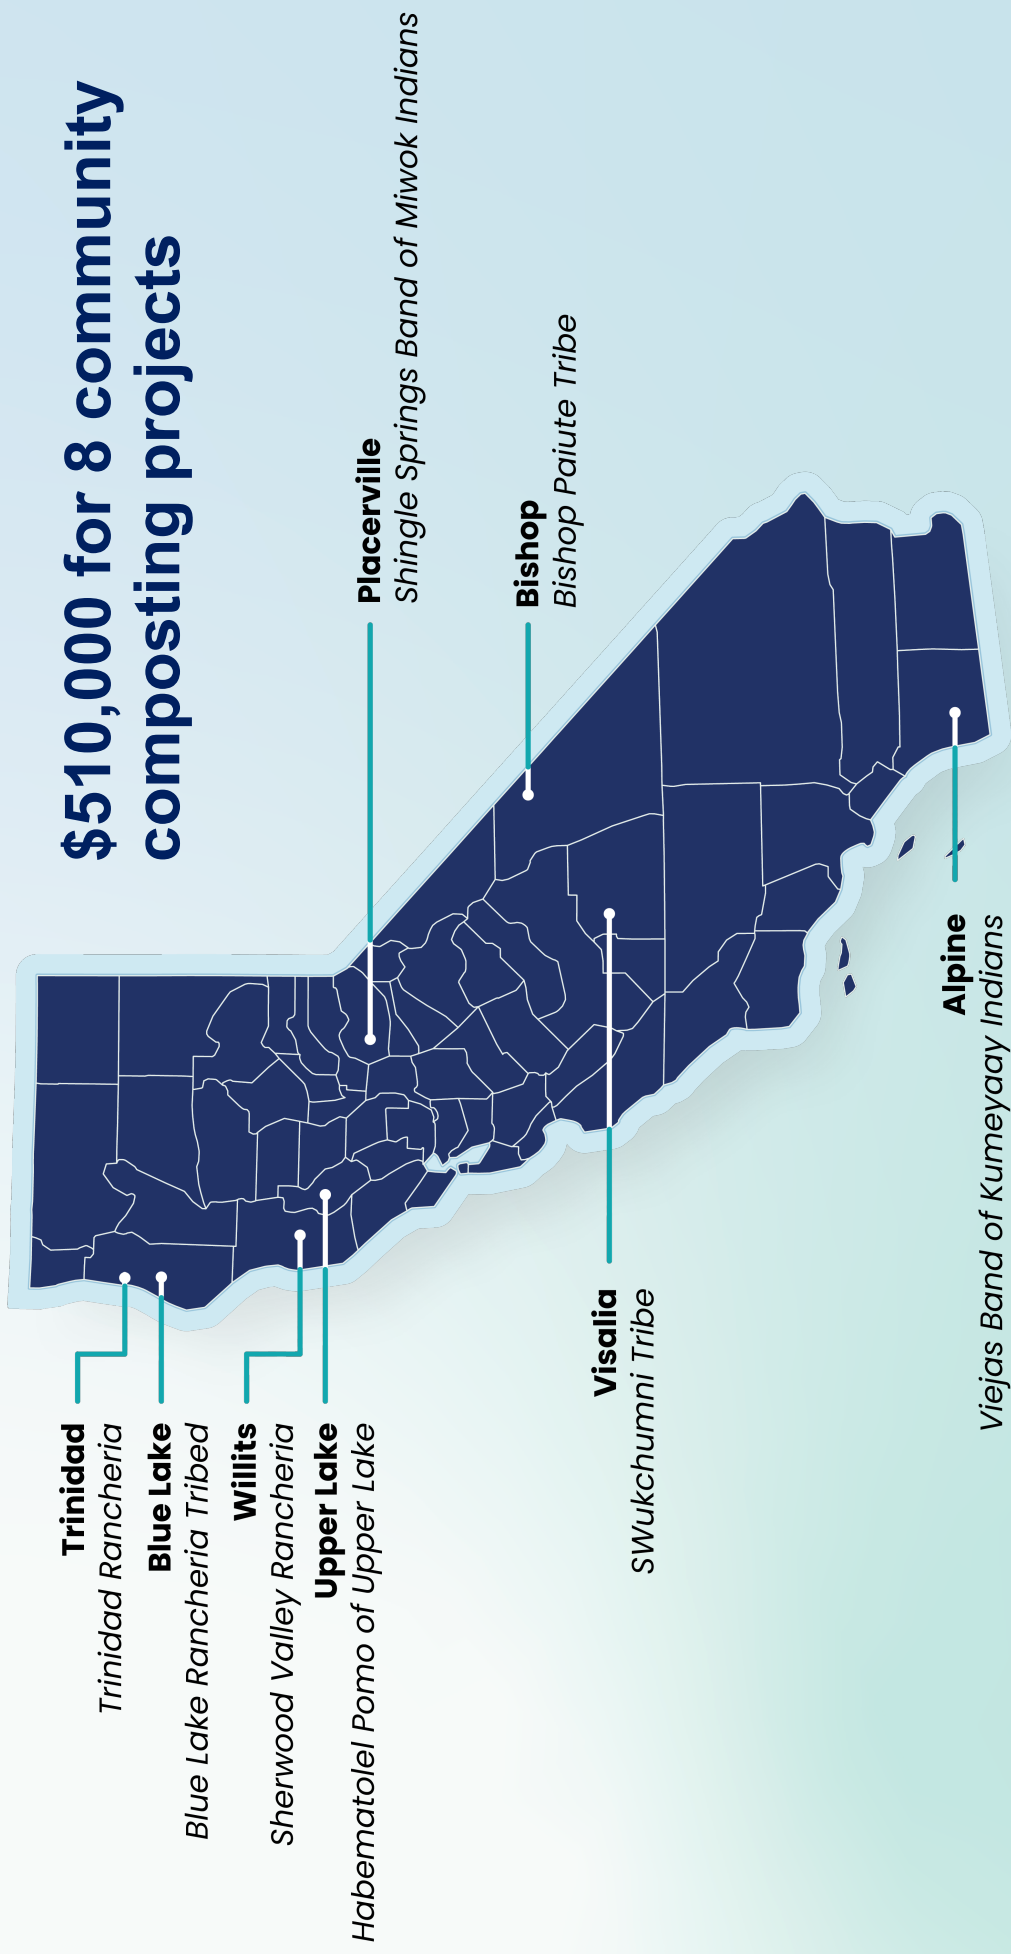 $510,000 for 8 community
composting projects
Trinidad
Trinidad Rancheria
Blue Lake
Blue Lake Rancheria Tribed
Willits
Sherwood Valley Rancheria
Upper Lake
Habematolel Pomo of Upper Lake
Placerville
Shingle Springs Band of Miwok Indians
Bishop
Bishop Paiute Tribe
Visalia
SWukchumni Tribe
Alpine
Viejas Band of Kumeyaay Indians